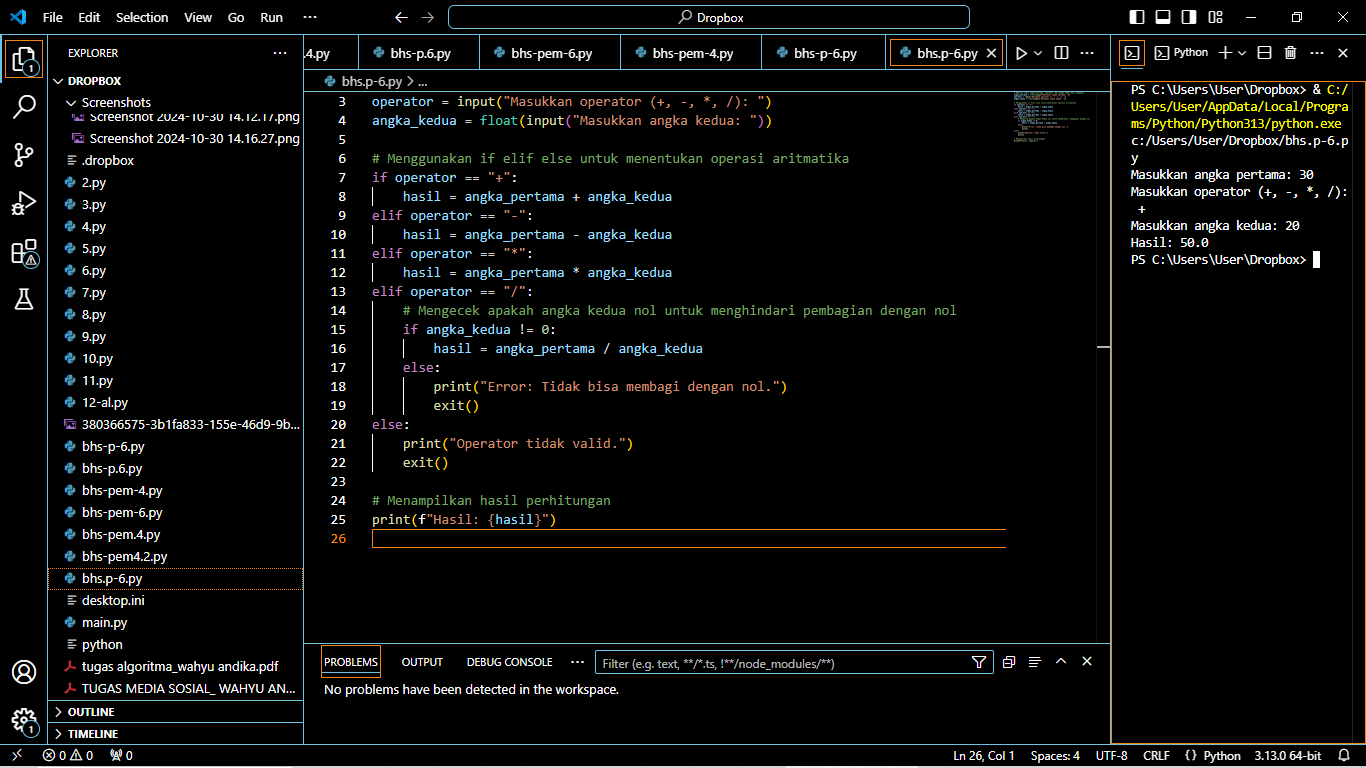 File Edit Selection View Go Run ··· Dropbox
EXPLORER ···
DROPBOX
Screenshots
Screenshot 2024-10-30 14.12.17.png
Screenshot 2024-10-30 14.16.27.png
.dropbox
2.py
3.py
4.py
5.py
6.py
7.py
8.py
9.py
10.py
11.py
12-al.py
380366575-3b1fa833-155e-46d9-9b...
bhs-p-6.py
bhs-p.6.py
bhs-pem-4.py
bhs-pem-6.py
bhs-pem.4.py
bhs-pem4.2.py
bhs.p-6.py
desktop.ini
main.py
python
tugas algoritma_wahyu andika.pdf
TUGAS MEDIA SOSIAL_ WAHYU AN...
OUTLINE
TIMELINE
1
1
.4.py bhs-p.6.py bhs-pem-6.py bhs-pem-4.py bhs-p-6.py bhs.p-6.py
bhs.p-6.py > ...
3 operator = input("Masukkan operator (+, -, *, /): ")
4 angka_kedua = float(input("Masukkan angka kedua: "))
5
6 # Menggunakan if elif else untuk menentukan operasi aritmatika
7 if operator == "+":
8 hasil = angka_pertama + angka_kedua
9 elif operator == "-":
10 hasil = angka_pertama - angka_kedua
11 elif operator == "*":
12 hasil = angka_pertama * angka_kedua
13 elif operator == "/":
14 # Mengecek apakah angka kedua nol untuk menghindari pembagian dengan nol
15 if angka_kedua != 0:
16 hasil = angka_pertama / angka_kedua
17 else:
18 print("Error: Tidak bisa membagi dengan nol.")
19 exit()
20 else:
21 print("Operator tidak valid.")
22 exit()
23
24 # Menampilkan hasil perhitungan
25 print(f"Hasil: {hasil}")
26
PROBLEMS OUTPUT DEBUG CONSOLE ··· Filter (e.g. text, **/*.ts, !**/node_modules/**)
No problems have been detected in the workspace.
Python
PS C:\Users\User\Dropbox> & C:/
Users/User/AppData/Local/Progra
ms/Python/Python313/python.exe
c:/Users/User/Dropbox/bhs.p-6.p
y
Masukkan angka pertama: 30
Masukkan operator (+, -, *, /):
+
Masukkan angka kedua: 20
Hasil: 50.0
PS C:\Users\User\Dropbox>
0 0 0 Ln 26, Col 1 Spaces: 4 UTF-8 CRLF {} Python 3.13.0 64-bit